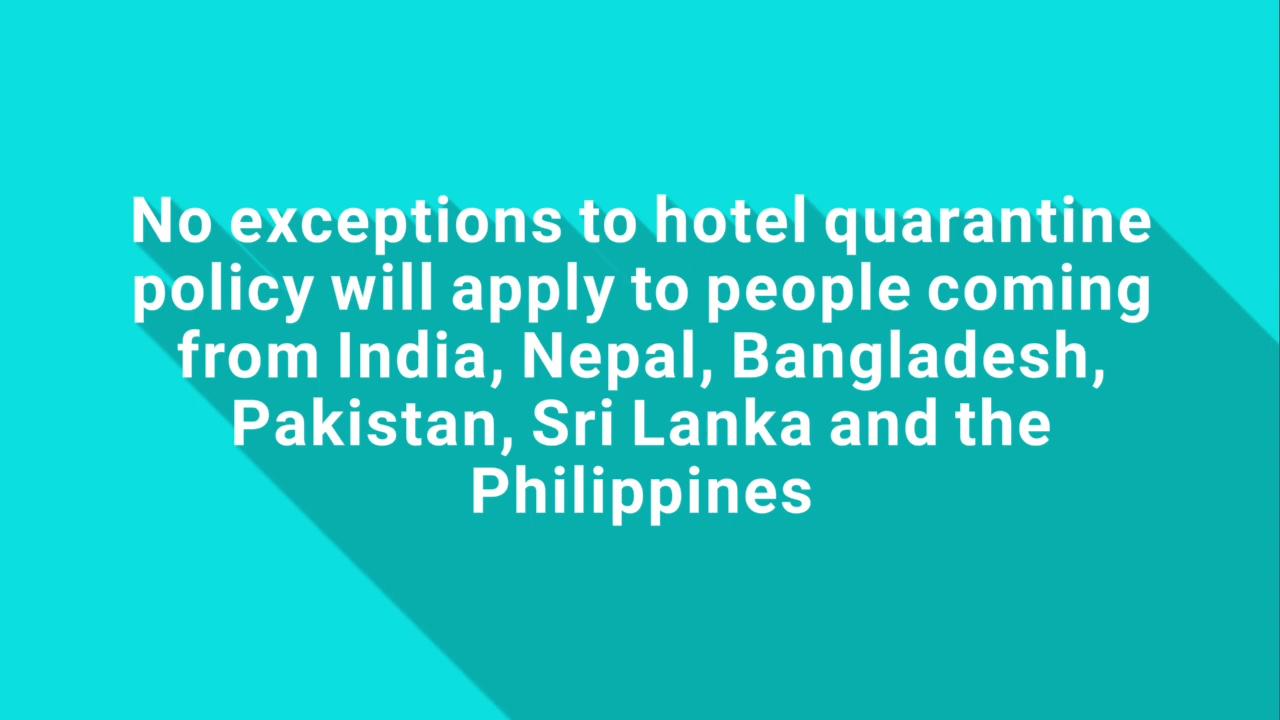 No exceptions to hotel quarantine
policy will apply to people coming
from India, Nepal, Bangladesh,
Pakistan, Sri Lanka and the
Philippines